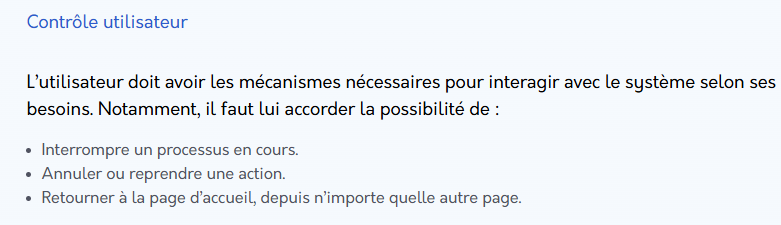 Contrôle utilisateur
L’utilisateur doit avoir les mécanismes nécessaires pour interagir avec le système selon ses
besoins. Notamment, il faut lui accorder la possibilité de :
• Interrompre un processus en cours.
• Annuler ou reprendre une action.
• Retourner à la page d’accueil, depuis n’importe quelle autre page.